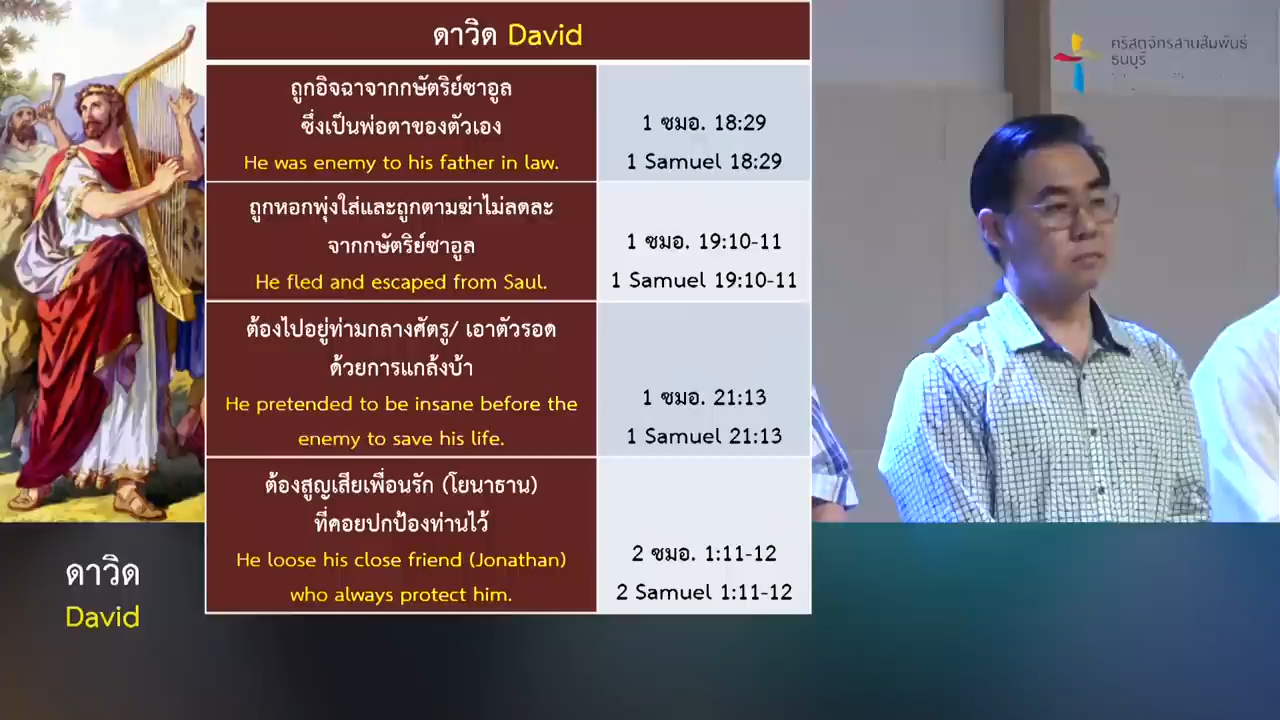 ดาวิด David
ถูกอิจฉาจากกษัตริย์ซาอูล
ซึ่งเป็นพ่อตาของตัวเอง
He was enemy to his father in law.
1 ซมอ. 18:29
1 Samuel 18:29
ถูกหอกพุ่งใส่และถูกตามฆ่าไม่ลดละ
จากกษัตริย์ซาอูล
He fled and escaped from Saul.
1 ซมอ. 19:10-11
1 Samuel 19:10-11
ต้องไปอยู่ท่ามกลางศัตรู/ เอาตัวรอด
ด้วยการแกล้งบ้า
He pretended to be insane before the
enemy to save his life.
1 ซมอ. 21:13
1 Samuel 21:13
ต้องสูญเสียเพื่อนรัก (โยนาธาน)
ที่คอยปกป้องท่านไว้
He loose his close friend (Jonathan)
who always protect him.
2 ซมอ. 1:11-12
2 Samuel 1:11-12
ดาวิด
David
คริสตจักรสานสัมพันธ์
ธนบุรี